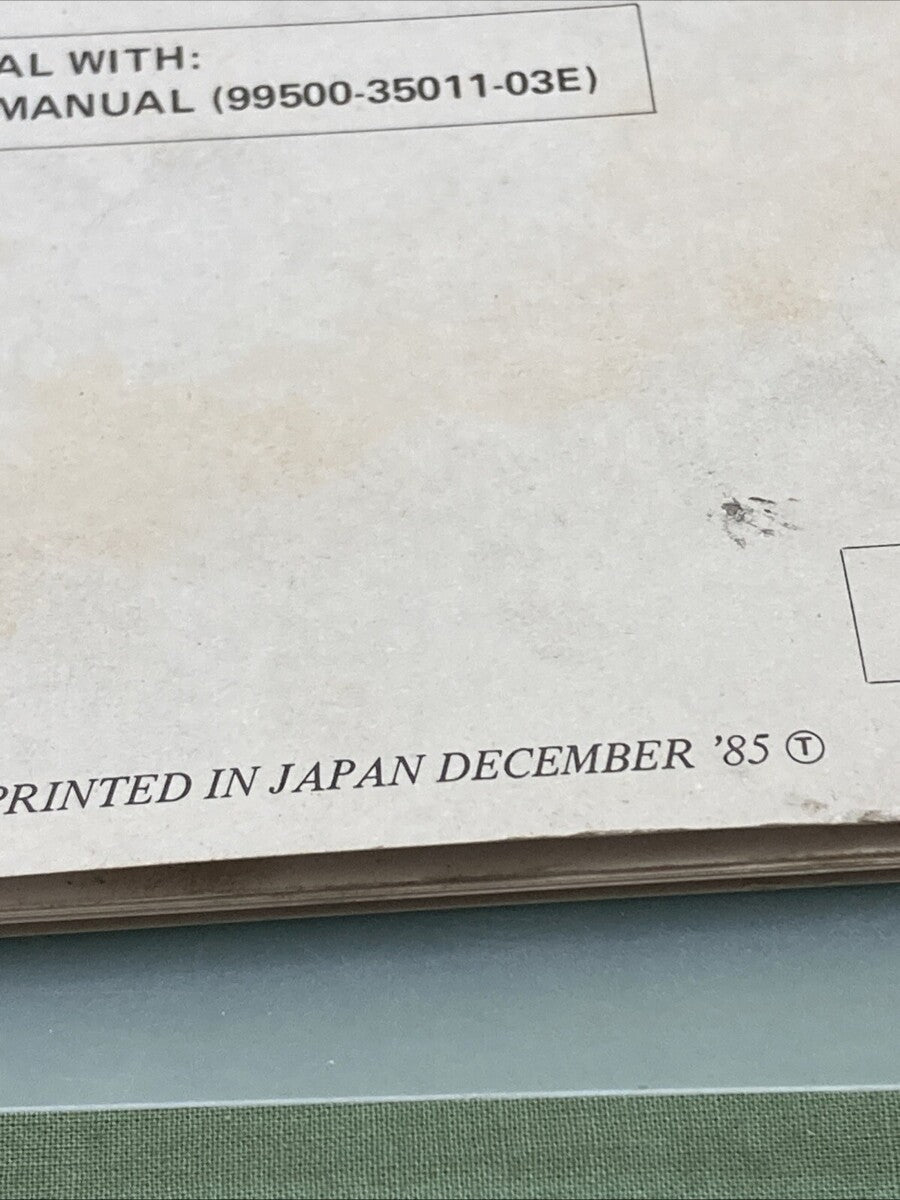 AL WITH:
MANUAL (99500-35011-03E)
PRINTED IN JAPAN DECEMBER '85 Ⓣ